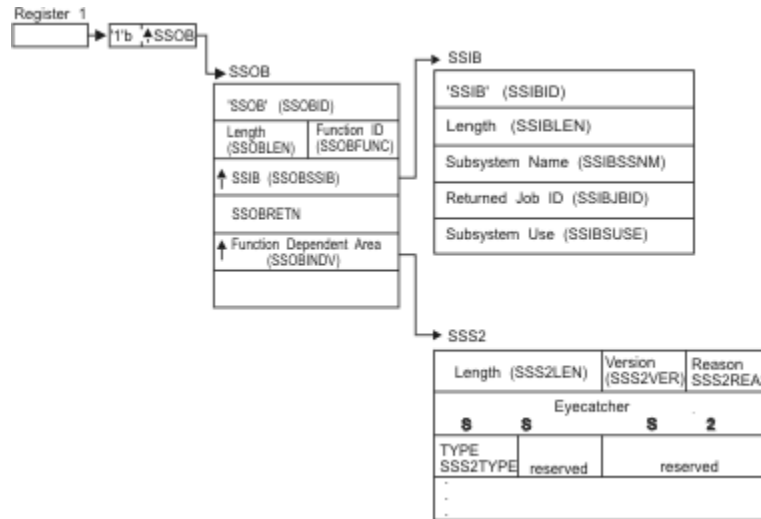 Register 1
'1'b SSOB
SSOB
'SSOB' (SSOBID)
Length (SSOBLEN)
Function ID (SSOBFUNC)
SSIB (SSOBSSIB)
SSOBRETN
Function Dependent Area (SSOBINDV)
SSIB
'SSIB' (SSIBID)
Length (SSIBLEN)
Subsystem Name (SSIBSSNM)
Returned Job ID (SSIBJBID)
Subsystem Use (SSIBSUSE)
SSS2
Length (SSS2LEN)
Version (SSS2VER)
Reason SSS2REA
Eyecatcher
S S S 2
TYPE SSS2TYPE
reserved
reserved